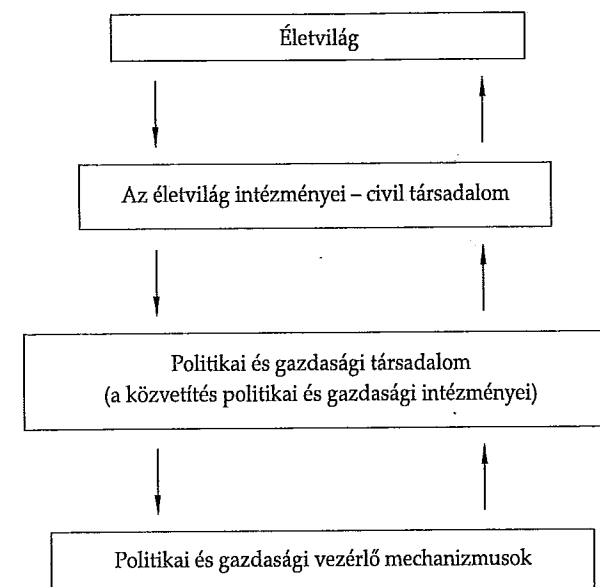 Életvilág
Az életvilág intézményei – civil társadalom
Politikai és gazdasági társadalom
(a közvetítés politikai és gazdasági intézményei)
Politikai és gazdasági vezérlő mechanizmusok